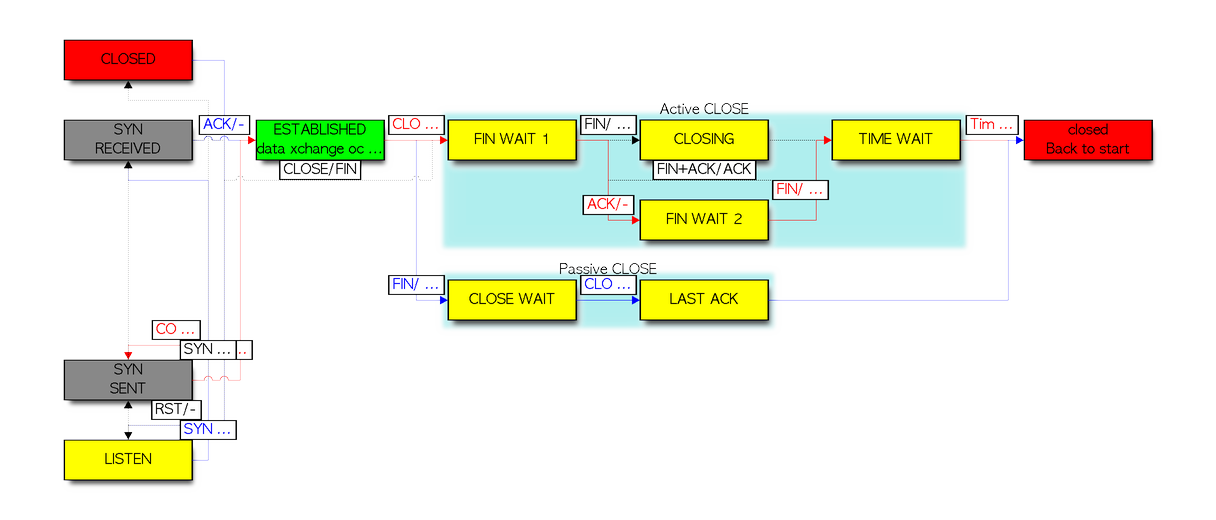 CLOSED
Active CLOSE
SYN
RECEIVED
ACK/-
ESTABLISHED
data xchange oc ...
CLO ...
FIN WAIT 1
FIN/ ...
CLOSING
TIME WAIT
Tim ...
closed
Back to start
CLOSE/FIN
FIN+ACK/ACK
FIN/ ...
ACK/-
FIN WAIT 2
Passive CLOSE
FIN/ ...
CLOSE WAIT
CLO ...
LAST ACK
CO ...
SYN ...
SYN
SENT
RST/-
SYN ...
LISTEN